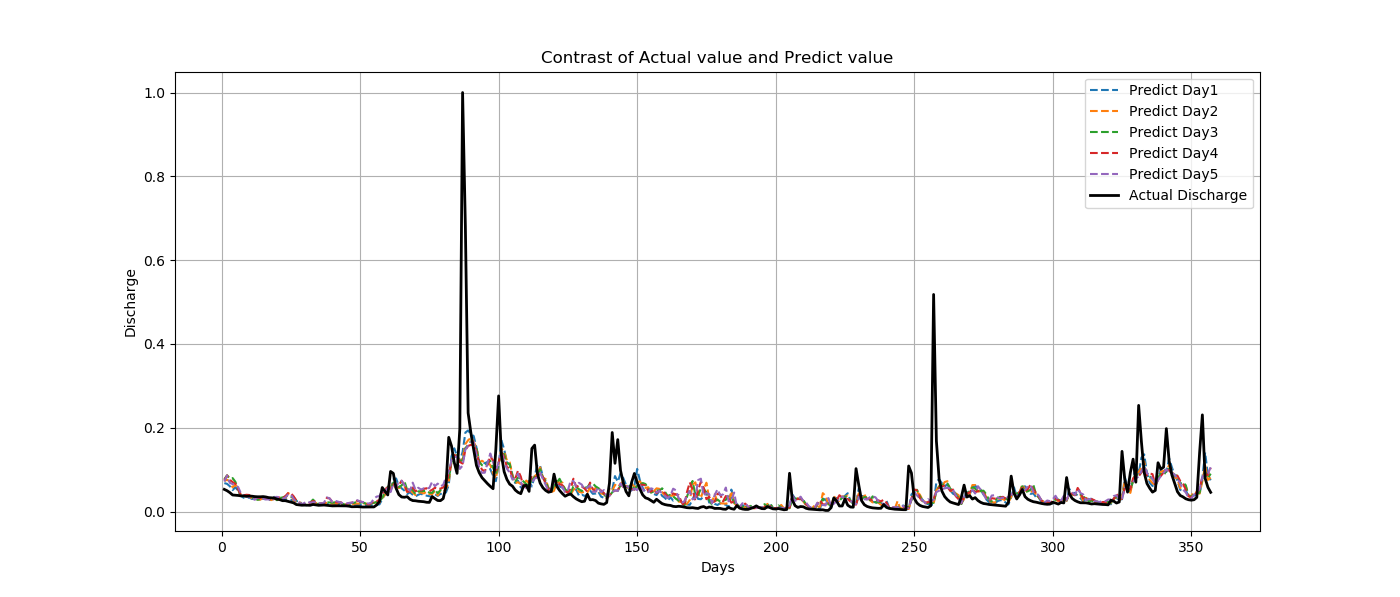 Contrast of Actual value and Predict value
1.0
0.8
0.6
0.4
0.2
0.0
Discharge
Predict Day1
Predict Day2
Predict Day3
Predict Day4
Predict Day5
Actual Discharge
0 50 100 150 200 250 300 350
Days